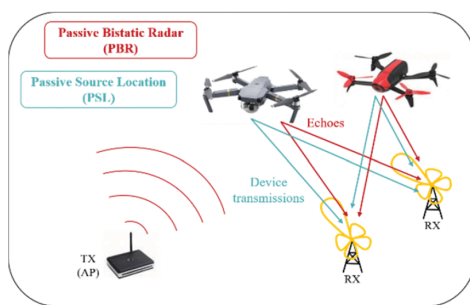 Passive Bistatic Radar
(PBR)
Passive Source Location
(PSL)
Echoes
Device
transmissions
RX
TX
(AP)
RX